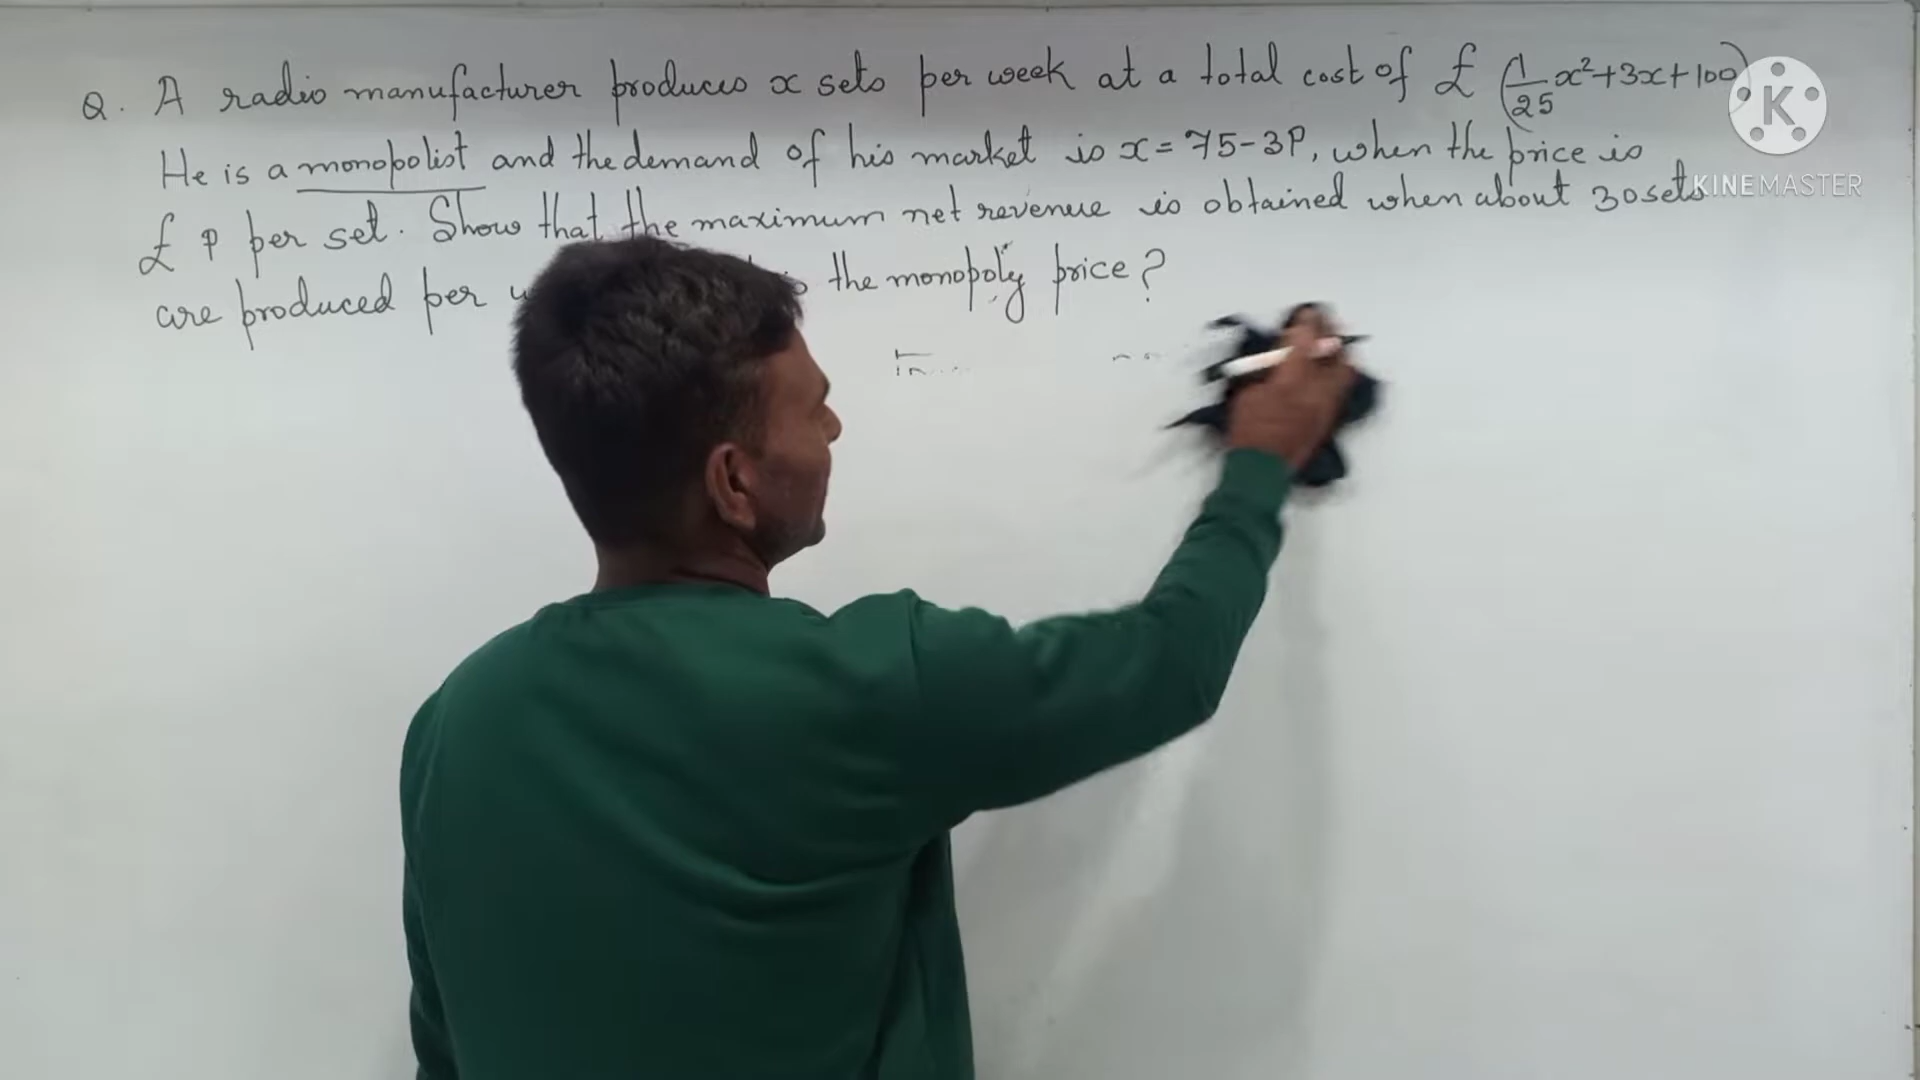 Q. A radio manufacturer produces x sets per week at a total cost of £ (1/25 x²+3x+100)
He is a monopolist and the demand of his market is x = 75-3P, when the price is
£ P per set. Show that the maximum net revenue is obtained when about 30 sets
are produced per the monopoly price?
K
KINEMASTER